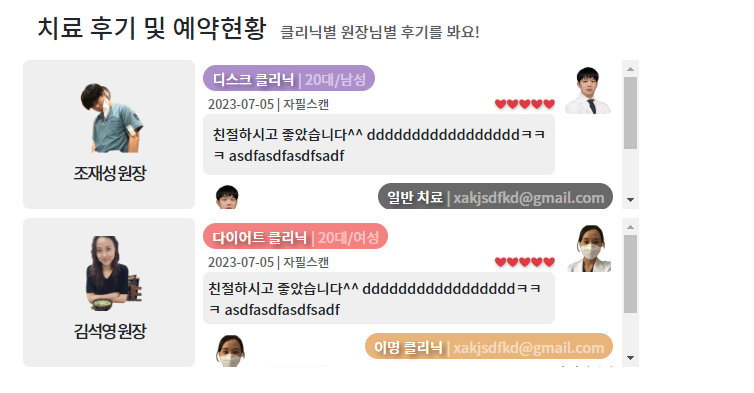 치료 후기 및 예약현황 클리닉별 원장님별 후기를 봐요!
디스크 클리닉 | 20대/남성
2023-07-05 | 자필스캔
친절하시고 좋았습니다^^ dddddddddddddddddㅋㅋ
ㅋ asdfasdfasdfsadf
조재성 원장
일반 치료 | xakjsdfkd@gmail.com
다이어트 클리닉 | 20대/여성
2023-07-05 | 자필스캔
친절하시고 좋았습니다^^ dddddddddddddddddㅋㅋ
ㅋ asdfasdfasdfsadf
김석영 원장
이명 클리닉 | xakjsdfkd@gmail.com